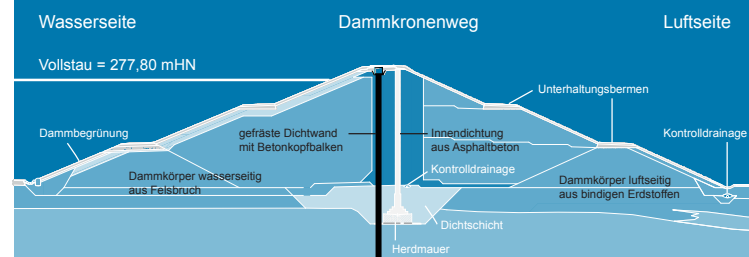 Wasserseite
Dammkronenweg
Luftseite
Vollstau = 277,80 mHN
Unterhaltungsbermen
Dammbegrünung
gefräste Dichtwand
mit Betonkopfbalken
Innendichtung
aus Asphaltbeton
Kontrolldrainage
Kontrolldrainage
Dammkörper wasserseitig
aus Felsbruch
Dammkörper luftseitig
aus bindigen Erdstoffen
Dichtschicht
Herdmauer